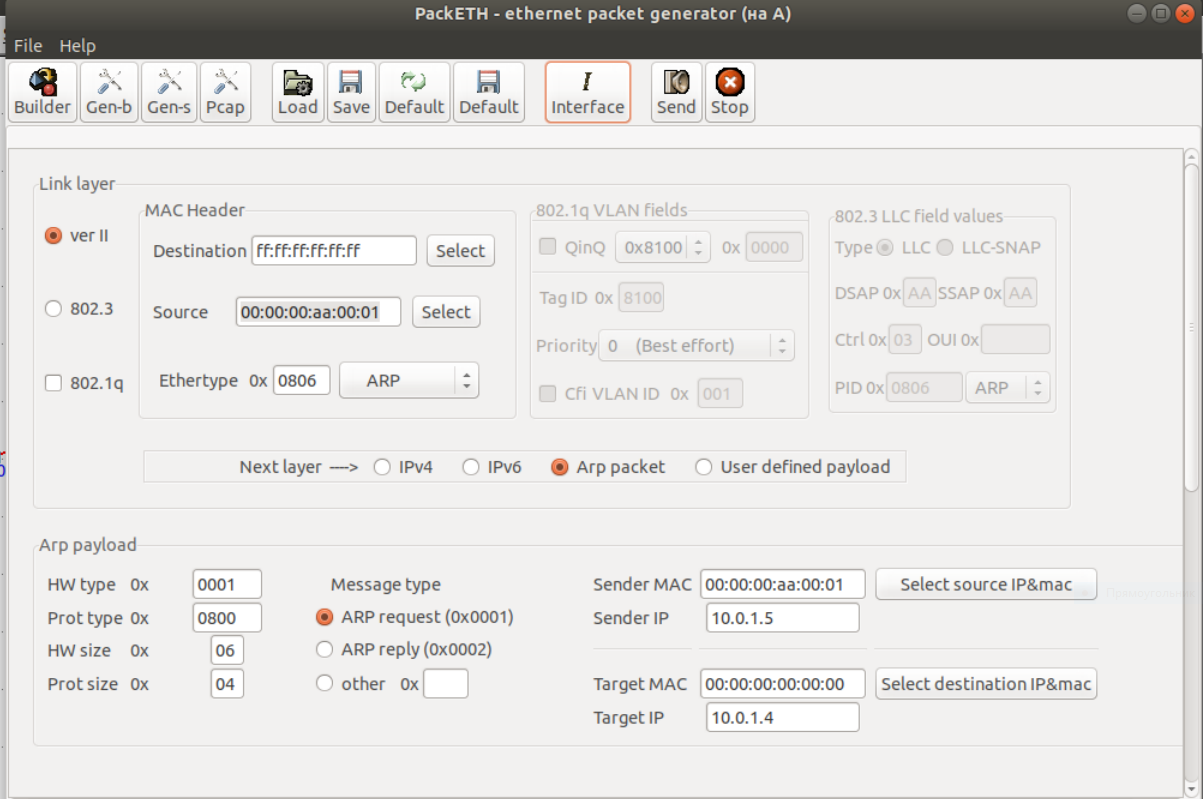 PackETH - ethernet packet generator (на A)
File Help
Builder Gen-b Gen-s Pcap Load Save Default Default Interface Send Stop
Link layer
ver II
802.3
802.1q
MAC Header
Destination ff:ff:ff:ff:ff:ff Select
Source 00:00:00:aa:00:01 Select
Ethertype 0x 0806 ARP
802.1q VLAN fields
QinQ 0x8100 0x 0000
Tag ID 0x 8100
Priority 0 (Best effort)
Cfi VLAN ID 0x 001
802.3 LLC field values
Type LLC LLC-SNAP
DSAP 0x AA SSAP 0x AA
Ctrl 0x 03 OUI 0x
PID 0x 0806 ARP
Next layer ----> IPv4 IPv6 Arp packet User defined payload
Arp payload
HW type 0x 0001
Prot type 0x 0800
HW size 0x 06
Prot size 0x 04
Message type
ARP request (0x0001)
ARP reply (0x0002)
other 0x
Sender MAC 00:00:00:aa:00:01 Select source IP&mac
Sender IP 10.0.1.5
Target MAC 00:00:00:00:00:00 Select destination IP&mac
Target IP 10.0.1.4